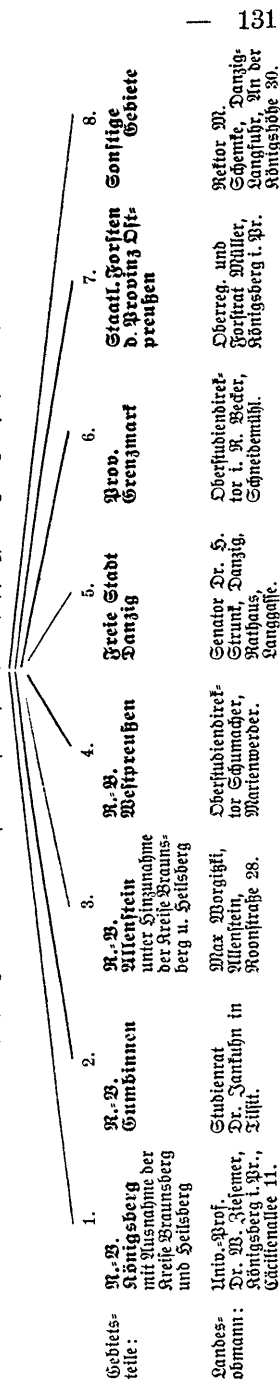 — 131
Gebiets=
teile:
1.
R.=B.
Königsberg
mit Ausnahme der
Kreise Braunsberg
und Heilsberg
2.
R.=B.
Gumbinnen
3.
R.=B.
Allenstein
unter Hinzunahme
der Kreise Brauns=
berg u. Heilsberg
4.
R.=B.
Westpreußen
5.
Freie Stadt
Danzig
6.
Prov.
Grenzmark
7.
Staatl. Forsten
d. Provinz Ost=
preußen
8.
Sonstige
Gebiete
Landes=
obmann:
Univ.=Prof.
Dr. W. Ziesemer,
Königsberg i. Pr.,
Cäcilienallee 11.
Studienrat
Dr. Jankuhn in
Tilsit.
Max Worgitzki,
Allenstein,
Roonstraße 28.
Oberstudiendirek=
tor Schumacher,
Marienwerder.
Senator Dr. H.
Strunk, Danzig,
Rathaus,
Langgasse.
Oberstudiendirek=
tor i. R. Becker,
Schneidemühl.
Oberreg. und
Forstrat Müller,
Königsberg i. Pr.
Rektor M.
Schemke, Danzig=
Langfuhr, An der
Königshöhe 30.